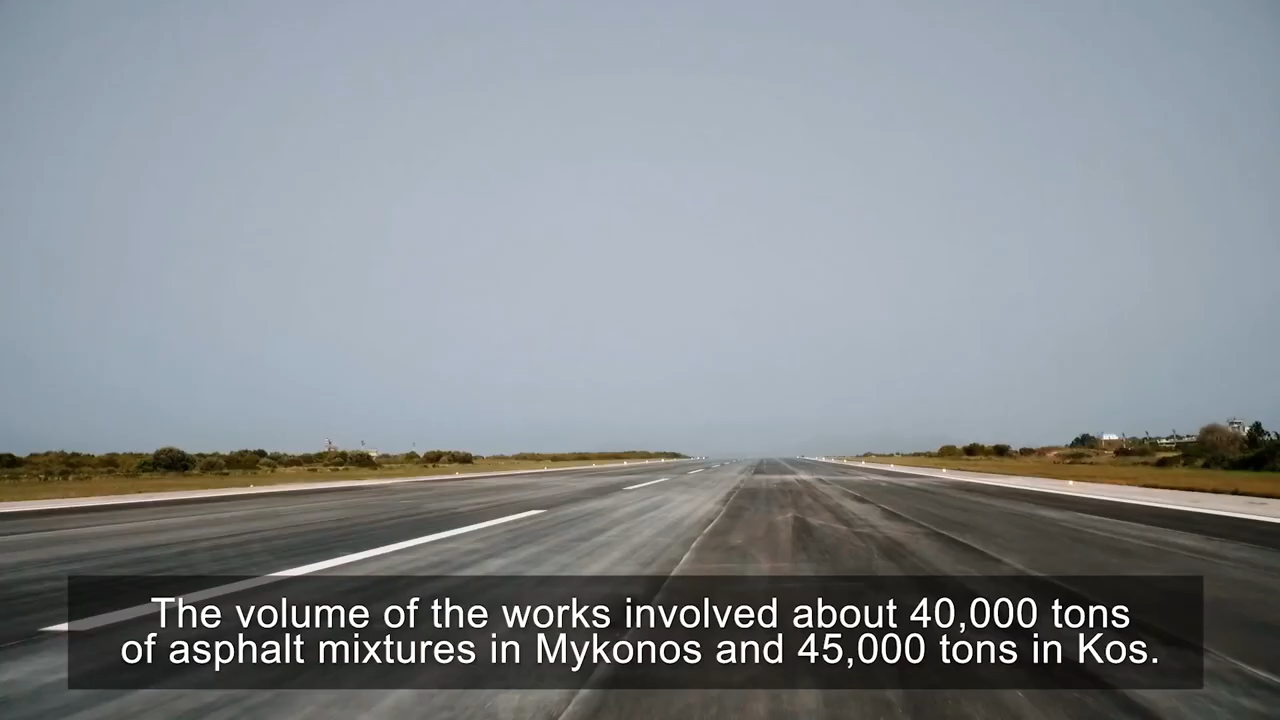 The volume of the works involved about 40,000 tons
of asphalt mixtures in Mykonos and 45,000 tons in Kos.